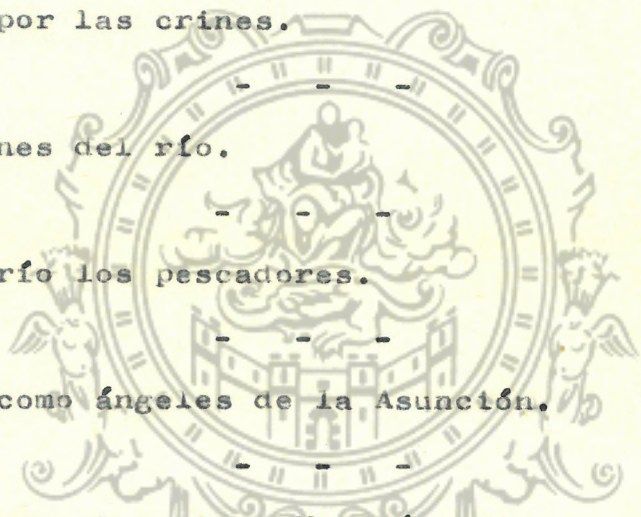 por las crines.
- - -
nes del río.
- - -
río los pescadores.
- - -
como ángeles de la Asunción.
- - -